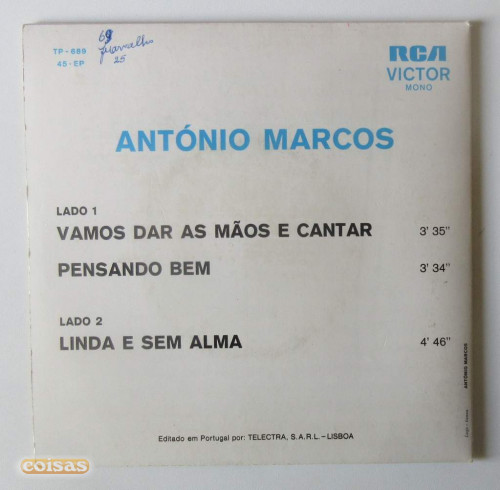 69
TP - 689
45 - EP
25
RCA
VICTOR
MONO
ANTÓNIO MARCOS
LADO 1
VAMOS DAR AS MÃOS E CANTAR 3' 35"
PENSANDO BEM 3' 34"
LADO 2
LINDA E SEM ALMA 4' 46"
ANTÓNIO MARCOS
Editado em Portugal por: TELECTRA, S.A.R.L. – LISBOA
coisas